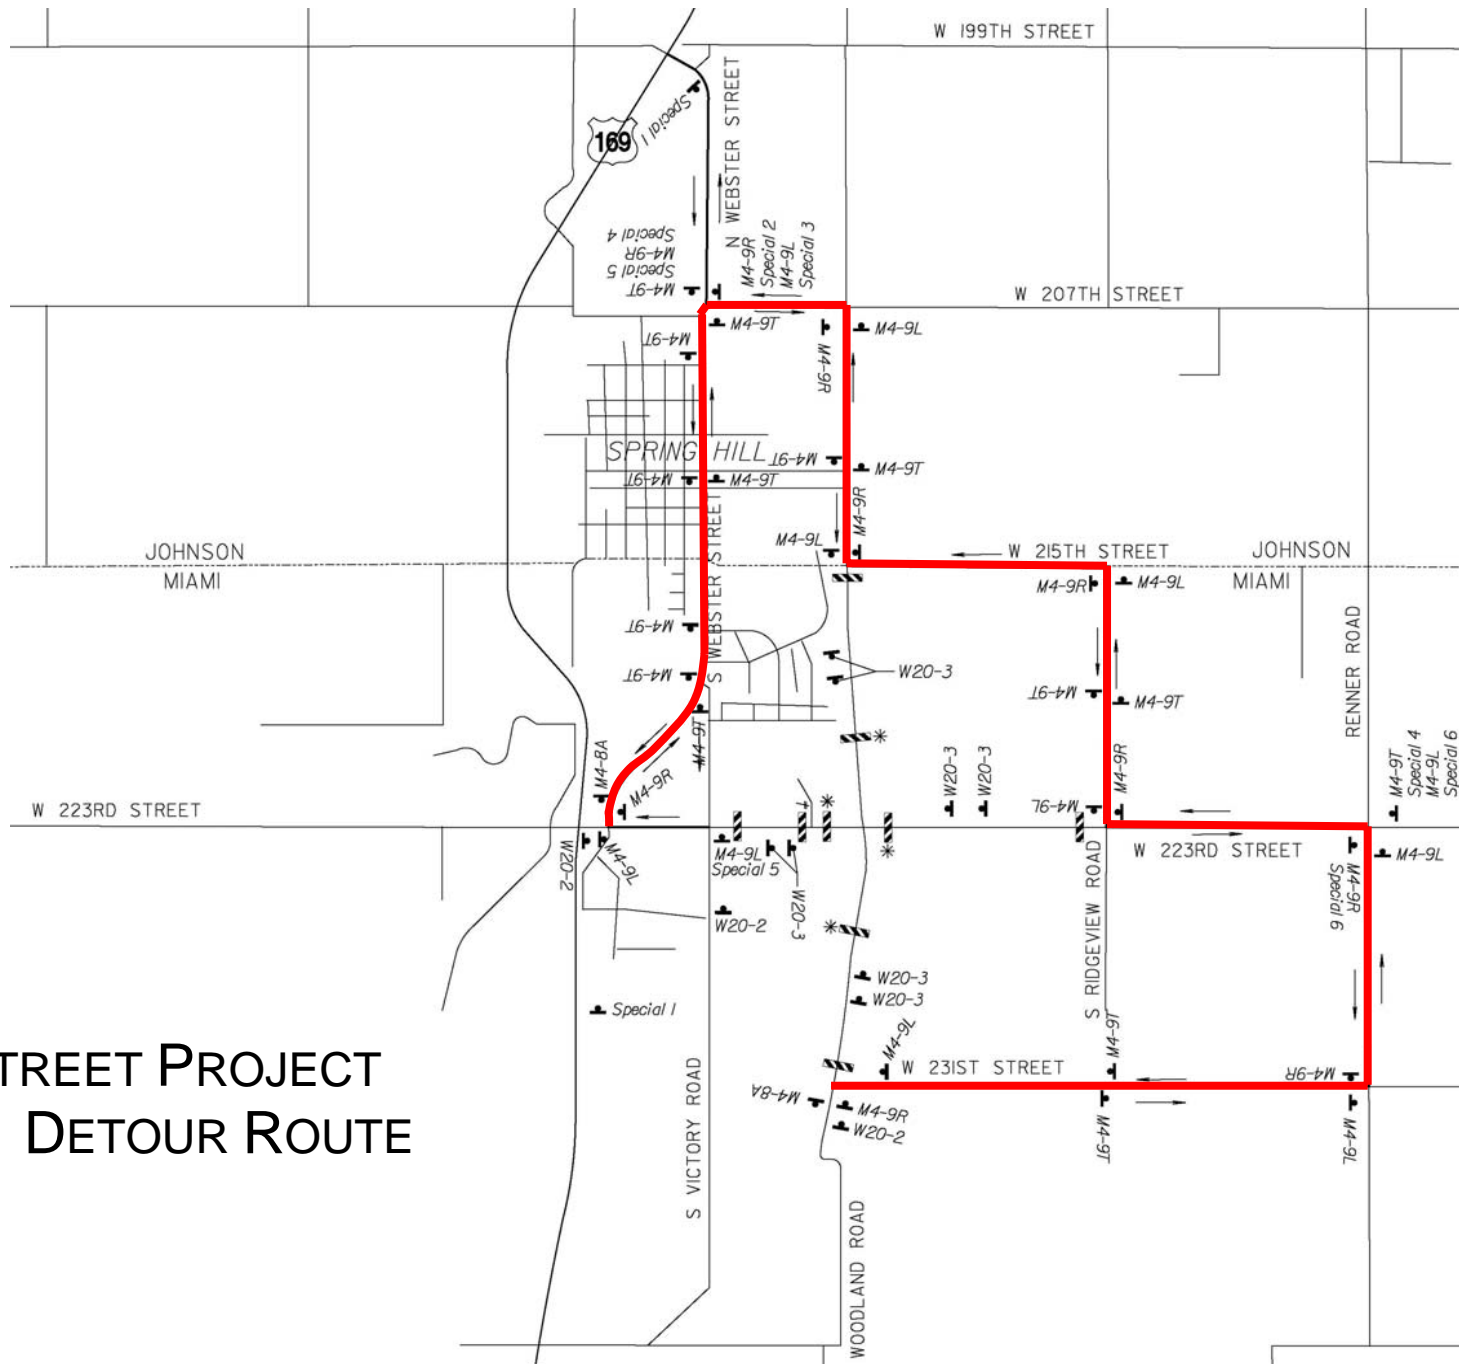 W 199TH STREET
169
Special 1
N WEBSTER STREET
Special 4
M4-9R
Special 5
M4-9T
M4-9R
Special 2
M4-9L
Special 3
W 207TH STREET
M4-9T
M4-9T
M4-9R
M4-9L
SPRING HILL
M4-9T
M4-9T
M4-9T
M4-9T
M4-9R
M4-9L
S WEBSTER STREET
JOHNSON
MIAMI
W 215TH STREET
JOHNSON
MIAMI
M4-9R
M4-9L
RENNER ROAD
M4-9T
M4-9T
W20-3
M4-9T
M4-9T
M4-9T
M4-8A
M4-9R
W20-3
W20-3
M4-9R
M4-9L
M4-9T
Special 4
M4-9L
Special 6
W 223RD STREET
W20-2
M4-9L
M4-9L
Special 5
W20-3
W20-2
W 223RD STREET
M4-9R
Special 6
M4-9L
S RIDGEVIEW ROAD
W20-3
W20-3
Special 1
M4-9L
W 231ST STREET
M4-9T
M4-9R
M4-8A
M4-9R
W20-2
M4-9T
M4-9L
S VICTORY ROAD
WOODLAND ROAD
TREET PROJECT
DETOUR ROUTE